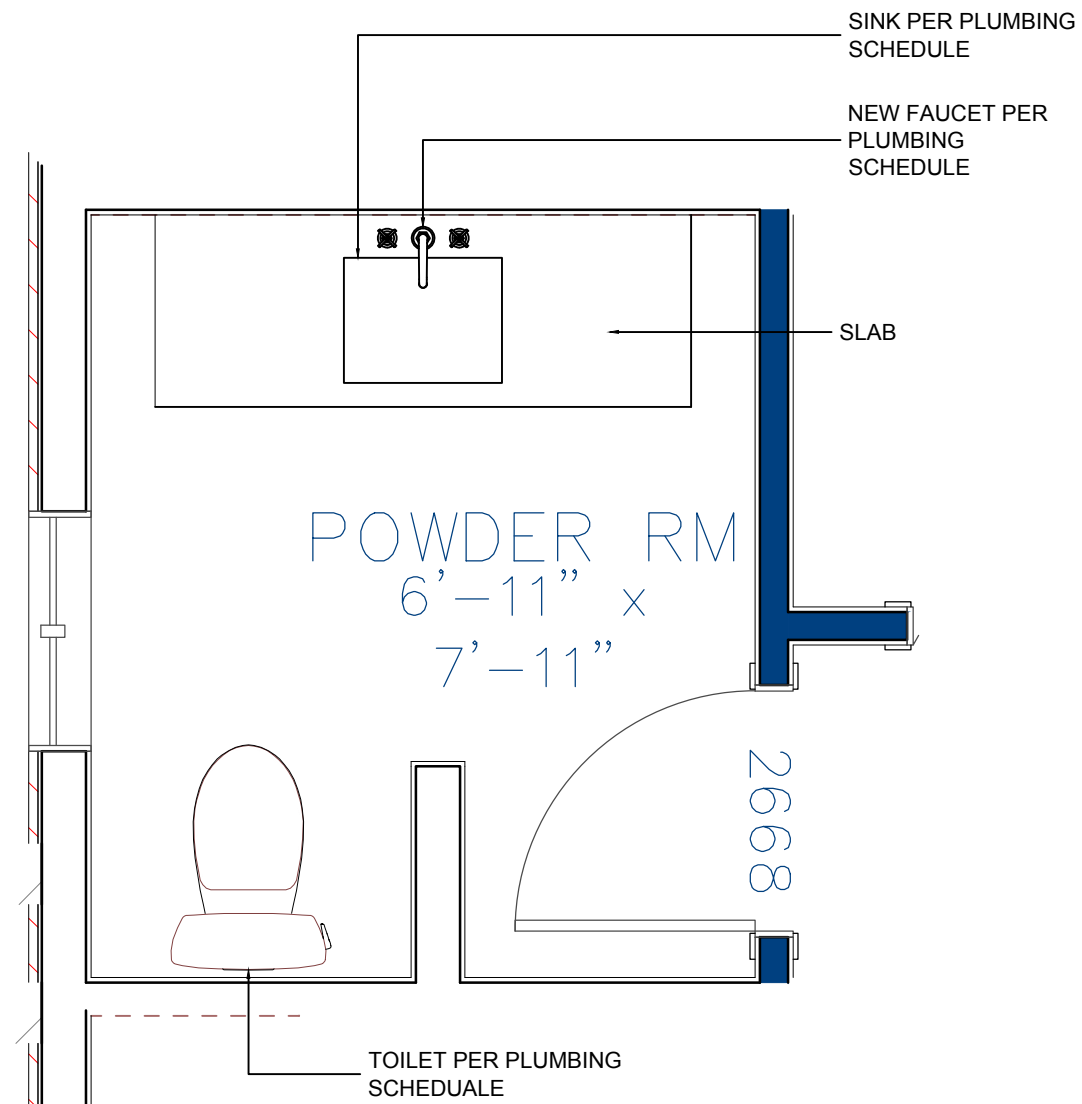 SINK PER PLUMBING
SCHEDULE
NEW FAUCET PER
PLUMBING
SCHEDULE
SLAB
POWDER RM
6'-11" x
7'-11"
2668
TOILET PER PLUMBING
SCHEDUALE